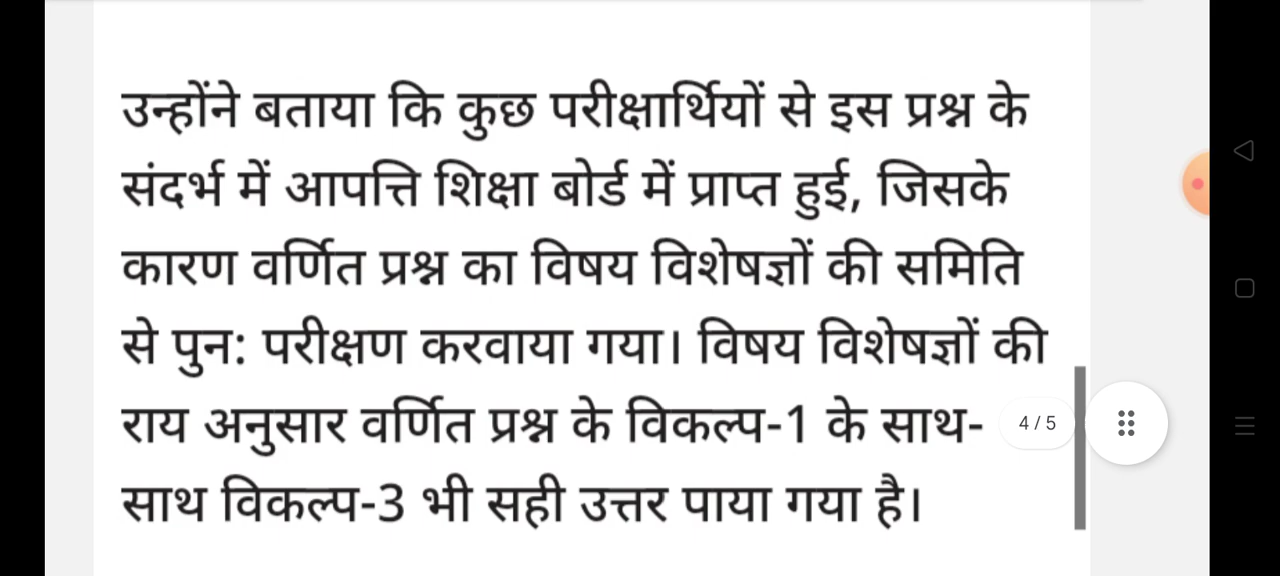 उन्होंने बताया कि कुछ परीक्षार्थियों से इस प्रश्न के
संदर्भ में आपत्ति शिक्षा बोर्ड में प्राप्त हुई, जिसके
कारण वर्णित प्रश्न का विषय विशेषज्ञों की समिति
से पुन: परीक्षण करवाया गया। विषय विशेषज्ञों की
राय अनुसार वर्णित प्रश्न के विकल्प-1 के साथ-
4 / 5
साथ विकल्प-3 भी सही उत्तर पाया गया है।